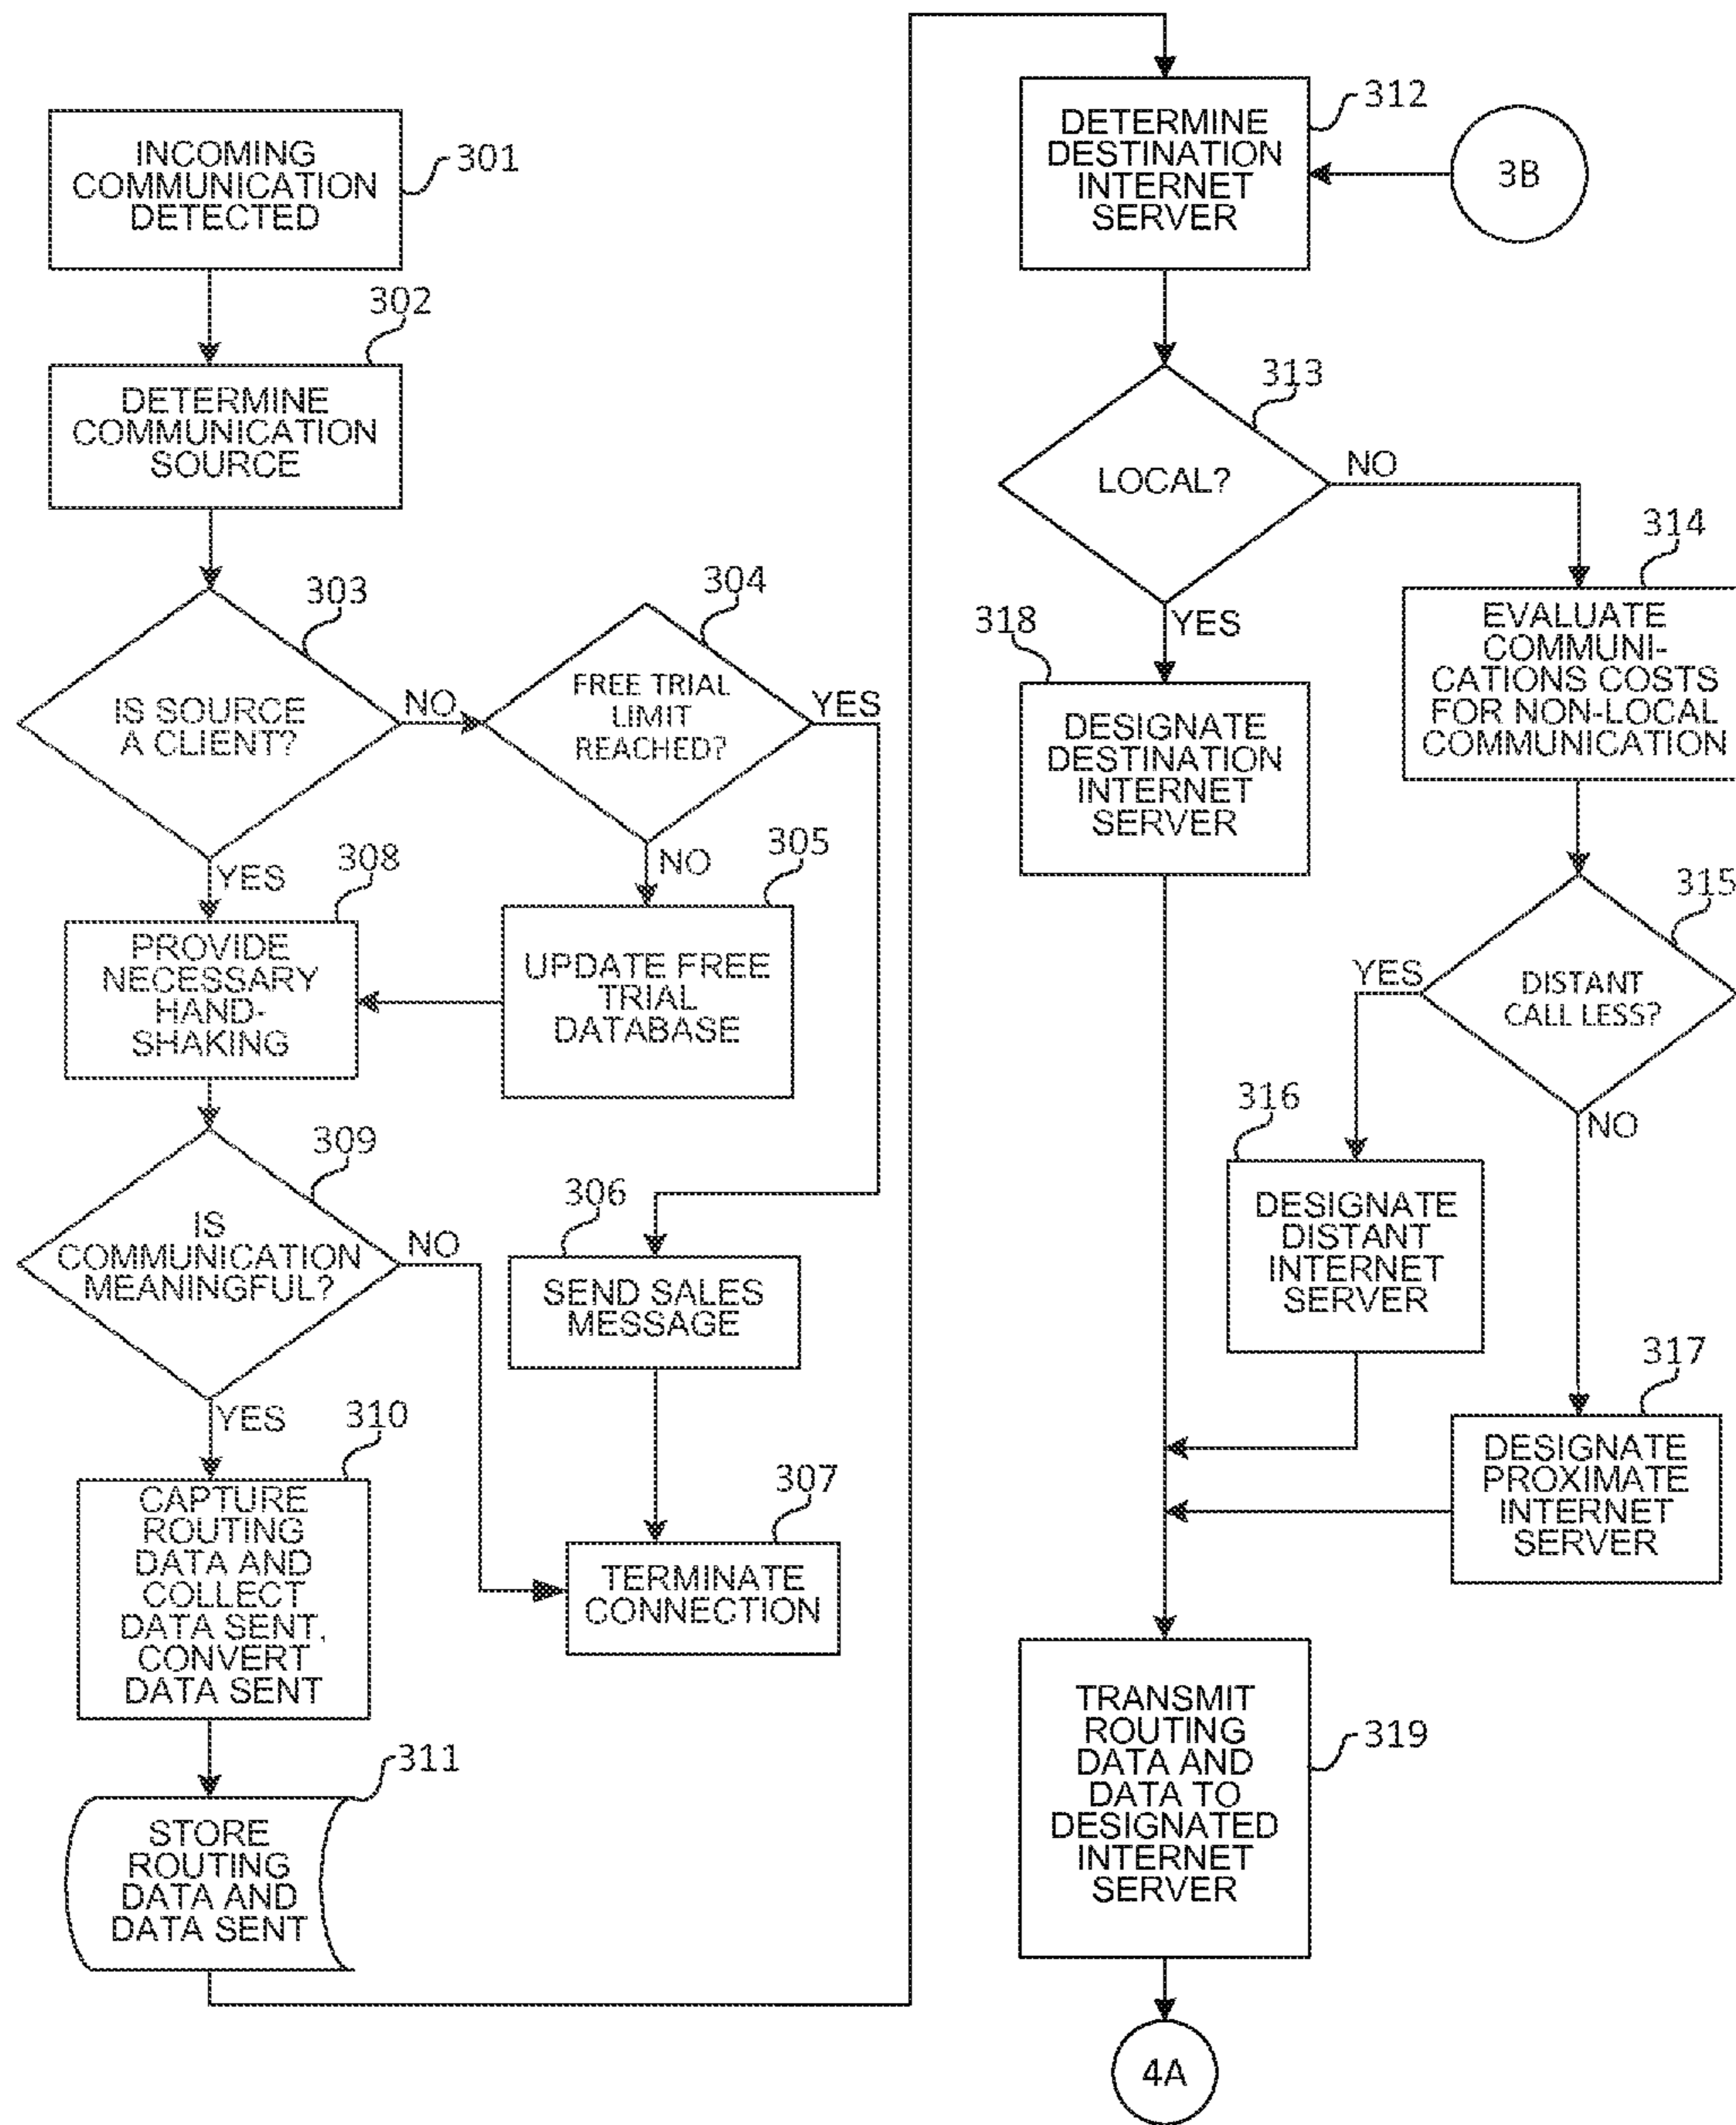 301
INCOMING
COMMUNICATION
DETECTED
302
DETERMINE
COMMUNICATION
SOURCE
303
IS SOURCE
A CLIENT?
NO
YES
304
FREE TRIAL
LIMIT
REACHED?
YES
NO
305
UPDATE FREE
TRIAL
DATABASE
308
PROVIDE
NECESSARY
HAND-
SHAKING
309
IS
COMMUNICATION
MEANINGFUL?
NO
YES
306
SEND SALES
MESSAGE
307
TERMINATE
CONNECTION
310
CAPTURE
ROUTING
DATA AND
COLLECT
DATA SENT,
CONVERT
DATA SENT
311
STORE
ROUTING
DATA AND
DATA SENT
312
DETERMINE
DESTINATION
INTERNET
SERVER
3B
313
LOCAL?
NO
YES
314
EVALUATE
COMMUNI-
CATIONS COSTS
FOR NON-LOCAL
COMMUNICATION
318
DESIGNATE
DESTINATION
INTERNET
SERVER
315
DISTANT
CALL LESS?
YES
NO
316
DESIGNATE
DISTANT
INTERNET
SERVER
317
DESIGNATE
PROXIMATE
INTERNET
SERVER
319
TRANSMIT
ROUTING
DATA AND
DATA TO
DESIGNATED
INTERNET
SERVER
4A